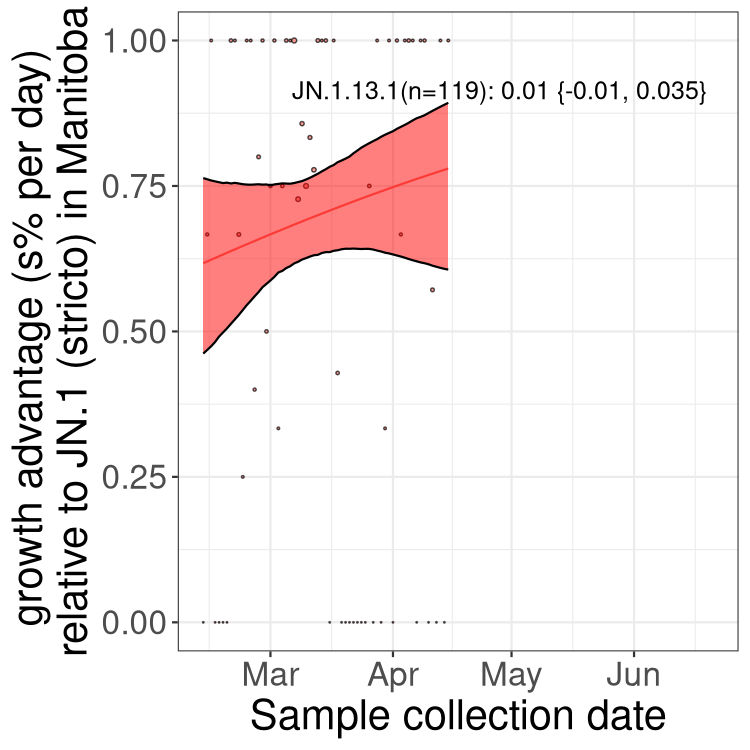 growth advantage (s% per day)
relative to JN.1 (stricto) in Manitoba
1.00
0.75
0.50
0.25
0.00
JN.1.13.1(n=119): 0.01 {-0.01, 0.035}
Mar Apr May Jun
Sample collection date